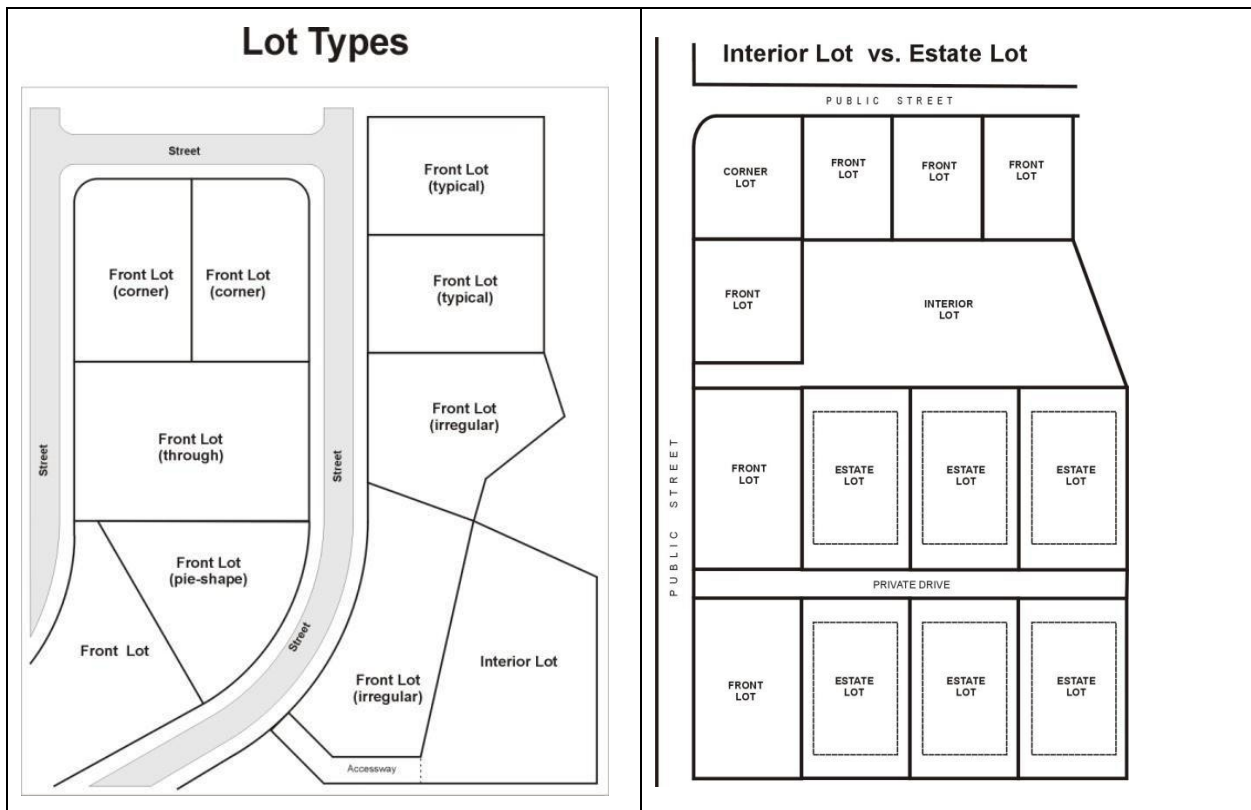 Lot Types
Street
Front Lot
(typical)
Front Lot
(corner)
Front Lot
(corner)
Front Lot
(typical)
Front Lot
(through)
Front Lot
(irregular)
Street
Street
Front Lot
(pie-shape)
Street
Front Lot
Front Lot
(irregular)
Interior Lot
Accessway
Interior Lot vs. Estate Lot
PUBLIC STREET
CORNER
LOT
FRONT
LOT
FRONT
LOT
FRONT
LOT
FRONT
LOT
INTERIOR
LOT
PUBLIC STREET
FRONT
LOT
ESTATE
LOT
ESTATE
LOT
ESTATE
LOT
PRIVATE DRIVE
FRONT
LOT
ESTATE
LOT
ESTATE
LOT
ESTATE
LOT